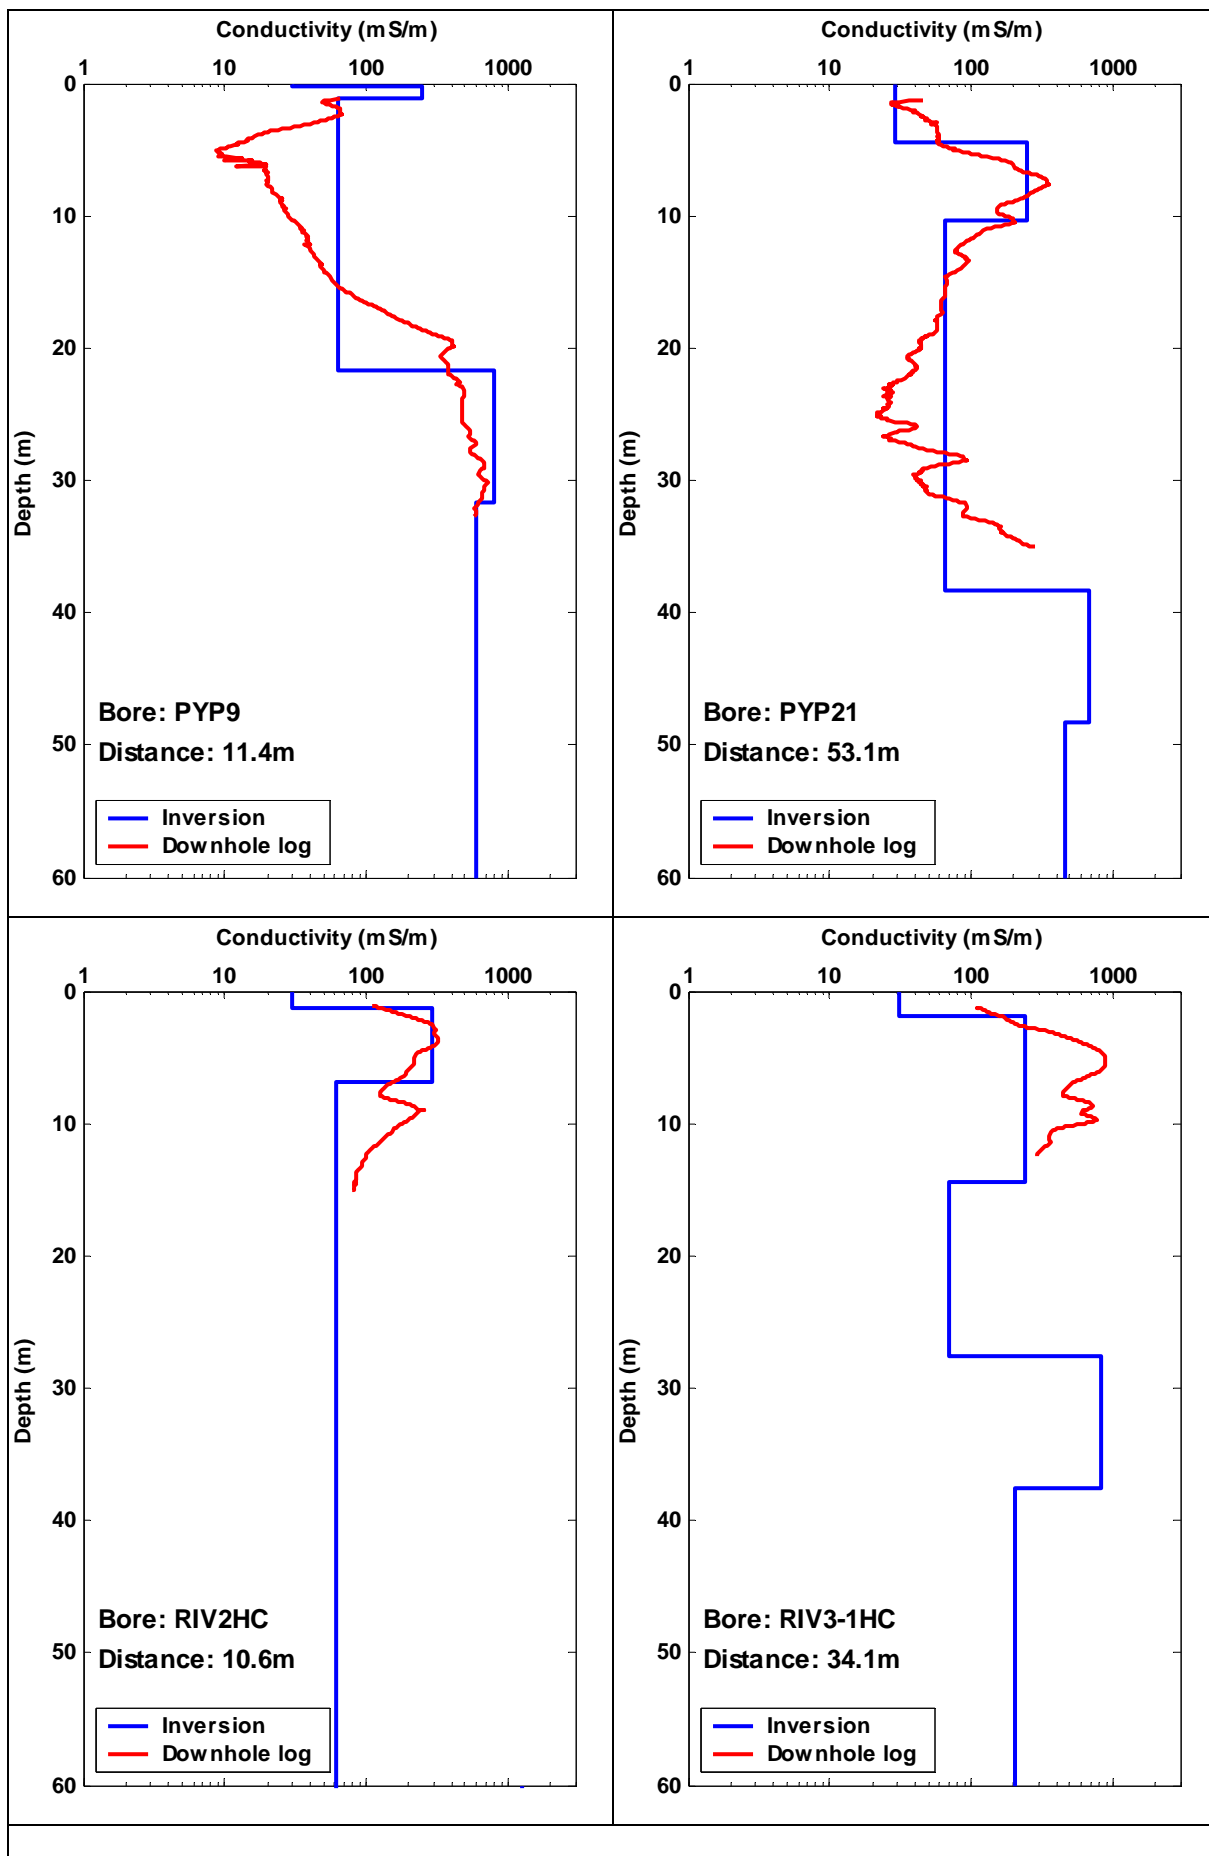 Conductivity (mS/m)
1 10 100 1000
0
10
20
30
40
50
60
Depth (m)
Bore: PYP9
Distance: 11.4m
Inversion
Downhole log
Conductivity (mS/m)
1 10 100 1000
0
10
20
30
40
50
60
Depth (m)
Bore: PYP21
Distance: 53.1m
Inversion
Downhole log
Conductivity (mS/m)
1 10 100 1000
0
10
20
30
40
50
60
Depth (m)
Bore: RIV2HC
Distance: 10.6m
Inversion
Downhole log
Conductivity (mS/m)
1 10 100 1000
0
10
20
30
40
50
60
Depth (m)
Bore: RIV3-1HC
Distance: 34.1m
Inversion
Downhole log